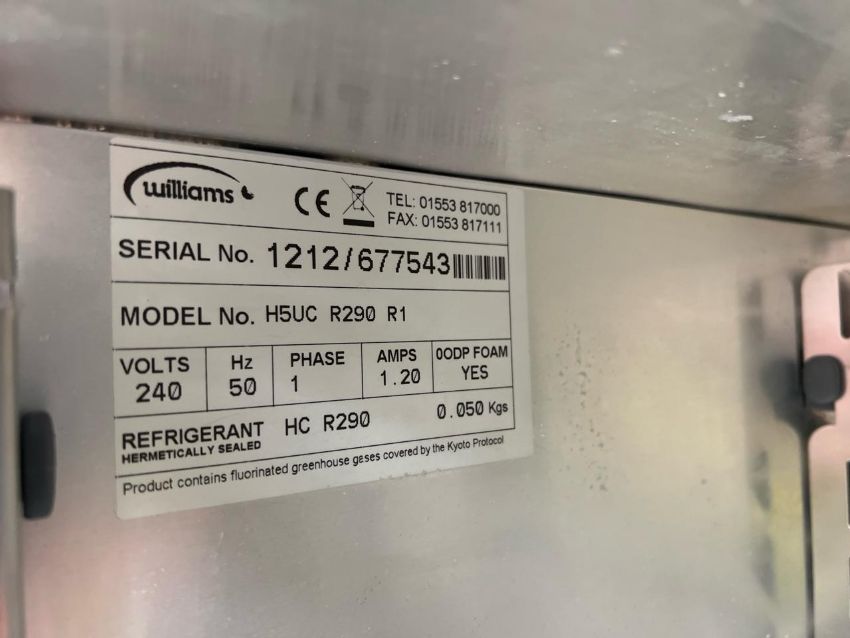 williams
CE
TEL: 01553 817000
FAX: 01553 817111
SERIAL No. 1212/677543
MODEL No. H5UC R290 R1
VOLTS
240
Hz
50
PHASE
1
AMPS
1.20
0ODP FOAM
YES
REFRIGERANT HC R290 0.050 Kgs
HERMETICALLY SEALED
Product contains fluorinated greenhouse gases covered by the Kyoto Protocol